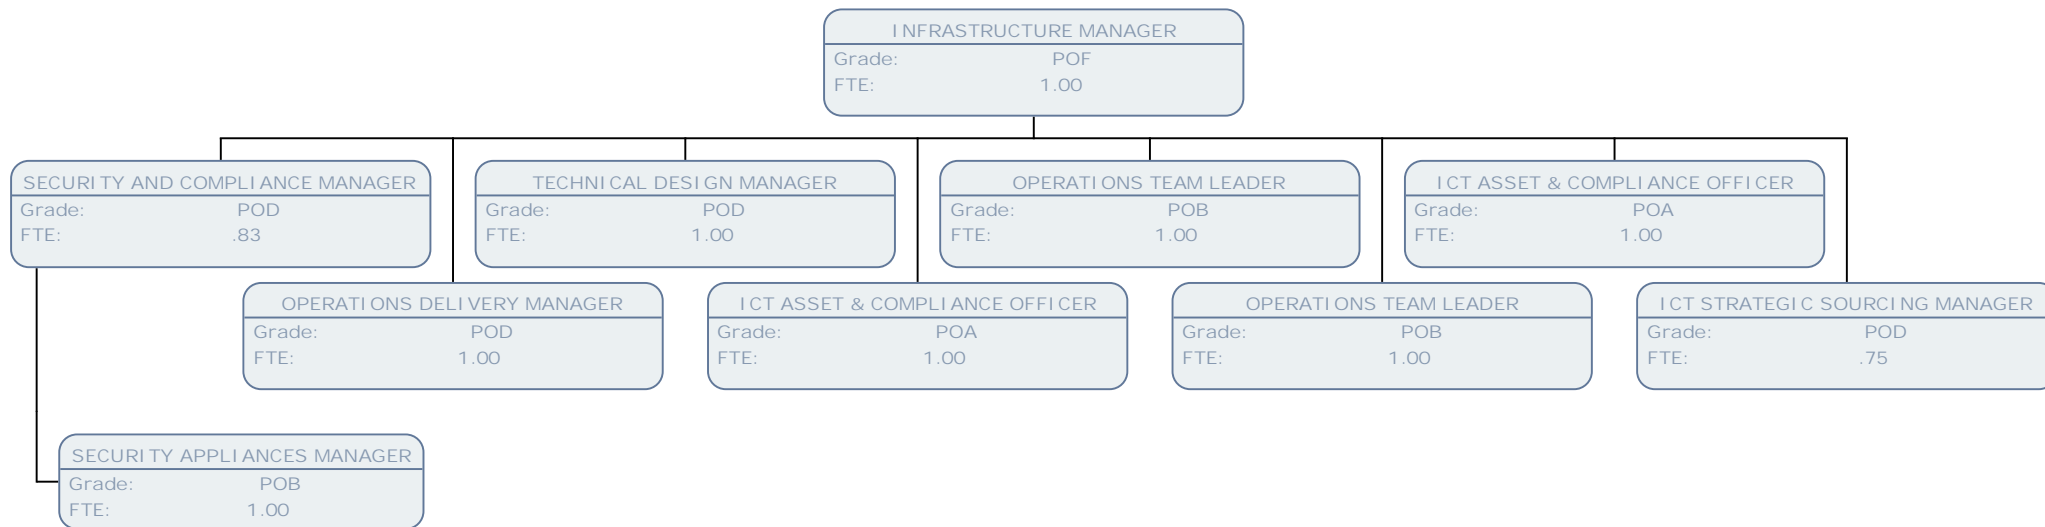 INFRASTRUCTURE MANAGER
Grade: POF
FTE: 1.00
SECURITY AND COMPLIANCE MANAGER
Grade: POD
FTE: .83
TECHNICAL DESIGN MANAGER
Grade: POD
FTE: 1.00
OPERATIONS TEAM LEADER
Grade: POB
FTE: 1.00
ICT ASSET & COMPLIANCE OFFICER
Grade: POA
FTE: 1.00
OPERATIONS DELIVERY MANAGER
Grade: POD
FTE: 1.00
ICT ASSET & COMPLIANCE OFFICER
Grade: POA
FTE: 1.00
OPERATIONS TEAM LEADER
Grade: POB
FTE: 1.00
ICT STRATEGIC SOURCING MANAGER
Grade: POD
FTE: .75
SECURITY APPLIANCES MANAGER
Grade: POB
FTE: 1.00